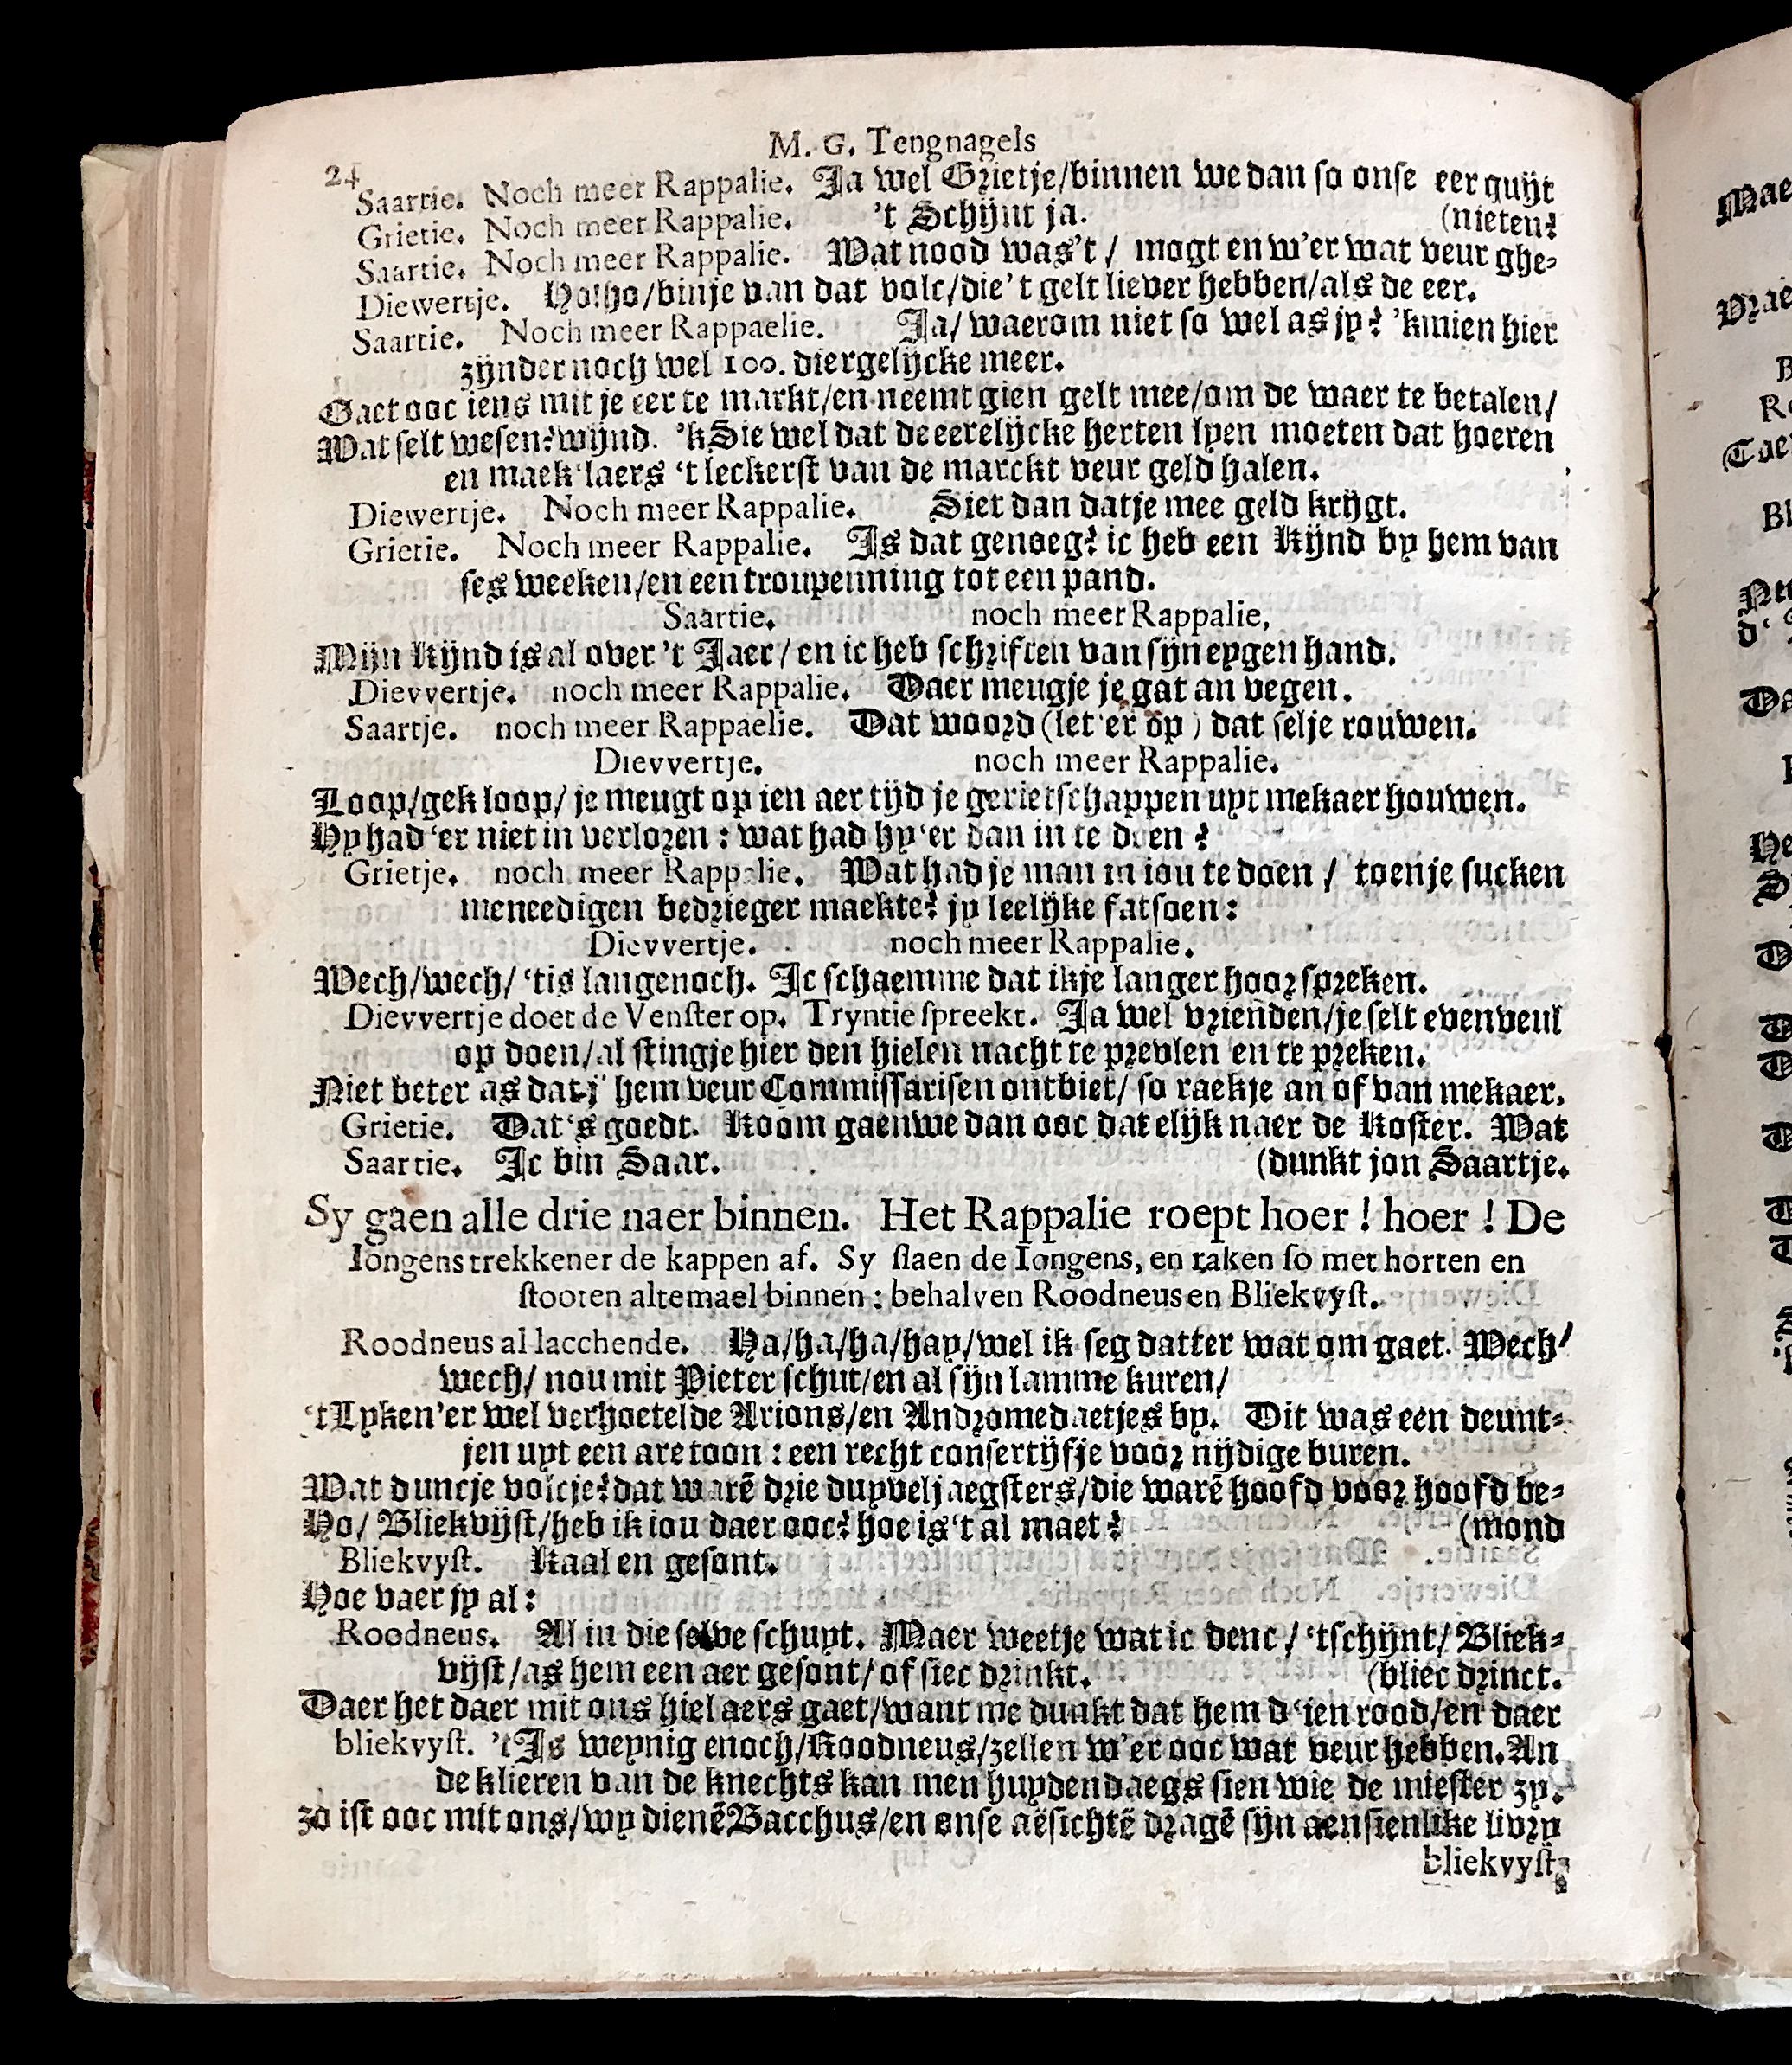 M. G. Tengnagels
24
Saartie. Noch meer Rappalie. Ja wel Grietje/binnen we dan so onse eer quijt
Grietie. Noch meer Rappalie. 't Schijnt ja. (nieten?
Saartie. Noch meer Rappalie. Wat nood was't / mogt en w'er wat veur ghe-
Diewertje. Ho!ho/binje van dat volc/die't gelt liever hebben/als de eer.
Saartie. Noch meer Rappaelie. Ja/ waerom niet so wel as jy? 'kmien hier
zijnder noch wel 100. diergelijcke meer.
Gaet ooc iens mit je eer te markt/en neemt gien gelt mee/om de waer te betalen/
Wat selt wesen? wijnd. 'kSie wel dat de eerelijcke herten lyen moeten dat hoeren
en maek'laers 't leckerst van de marckt veur geld halen.
Diewertje. Noch meer Rappalie. Siet dan datje mee geld krijgt.
Grietie. Noch meer Rappalie. Is dat genoeg? ic heb een Kijnd by hem van
ses weeken/en een troupenning tot een pand.
Saartie. noch meer Rappalie,
Mijn Kijnd is al over 't Jaer/ en ic heb schriften van sijn eygen hand.
Dievvertje. noch meer Rappalie. Daer meugje je gat an vegen.
Saartje. noch meer Rappaelie. Dat woord (let'er op) dat selje rouwen.
Dievvertje. noch meer Rappalie.
Loop/gek loop/ je meugt op ien aer tijd je gerietschappen uyt mekaer houwen.
Hy had 'er niet in verlozen : wat had hy 'er dan in te doen ?
Grietje. noch meer Rappalie. Wat had je man in iou te doen / toen je sucken
meneedigen bedrieger maekte? jy leelijke fatsoen:
Dievvertje. noch meer Rappalie.
Wech/wech/ 'tis langenoch. Ic schaemme dat ikje langer hoor spreken.
Dievvertje doet de Venster op. Tryntie spreekt. Ja wel vrienden/je selt evenveul
op doen/al stingje hier den hielen nacht te prevlen en te preken.
Niet beter as dat j' hem veur Commissarisen ontbiet/ so raekje an of van mekaer.
Grietie. Dat's goedt. Koom gaenwe dan ooc datelijk naer de Koster. Wat
Saartie. Ic bin Saar. (dunkt jon Saartje.
Sy gaen alle drie naer binnen. Het Rappalie roept hoer ! hoer ! De
Iongens trekkener de kappen af. Sy slaen de Iongens, en raken so met horten en
stooten altemael binnen : behalven Roodneus en Bliekvyst.
Roodneus al lacchende. Ha/ha/ha/hay/wel ik seg datter wat om gaet. Wech/
wech/ nou mit Pieter schut/en al sijn lamme kuren/
't Lyken'er wel verhoetelde Arions/en Andromedaetjes by. Dit was een deunt-
jen uyt een are toon : een recht consertijfje voor nijdige buren.
Wat duncje volcje? dat warē drie duyveljaegsters/die warē hoofd voor hoofd be-
Ho/ Bliekvijst/heb ik iou daer ooc? hoe is't al maet ? (mond
Bliekvyst. Kaal en gesont.
Hoe vaer jy al :
Roodneus. Al in die selve schuyt. Maer weetje wat ic denc / 'tschijnt/ Bliek-
vijst/as hem een aer gesont/ of siec drinkt. (bliec drinct.
Daer het daer mit ons hiel aers gaet/want me dunkt dat hem d'ien rood/en daer
bliekvyst. 't Is weynig enoch/Roodneus/zellen w'er ooc wat veur hebben. An
de klieren van de knechts kan men huydendaegs sien wie de miester zy.
zo ist ooc mit ons/wy dienē Bacchus/en onse aēsichtē dragē sijn aensienlike livry
bliekvyst,